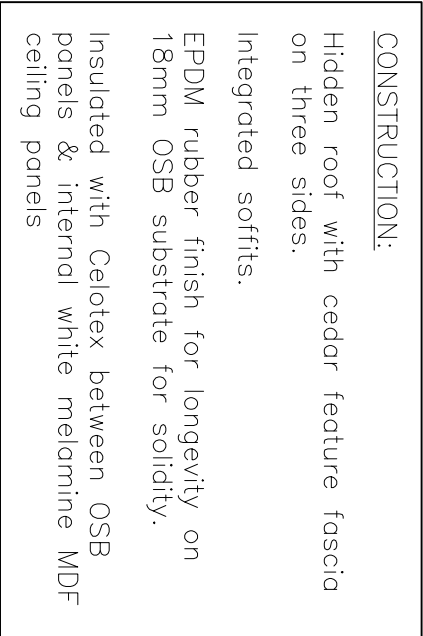 CONSTRUCTION:
Hidden roof with cedar feature fascia
on three sides.
Integrated soffits.
EPDM rubber finish for longevity on
18mm OSB substrate for solidity.
Insulated with Celotex between OSB
panels & internal white melamine MDF
ceiling panels